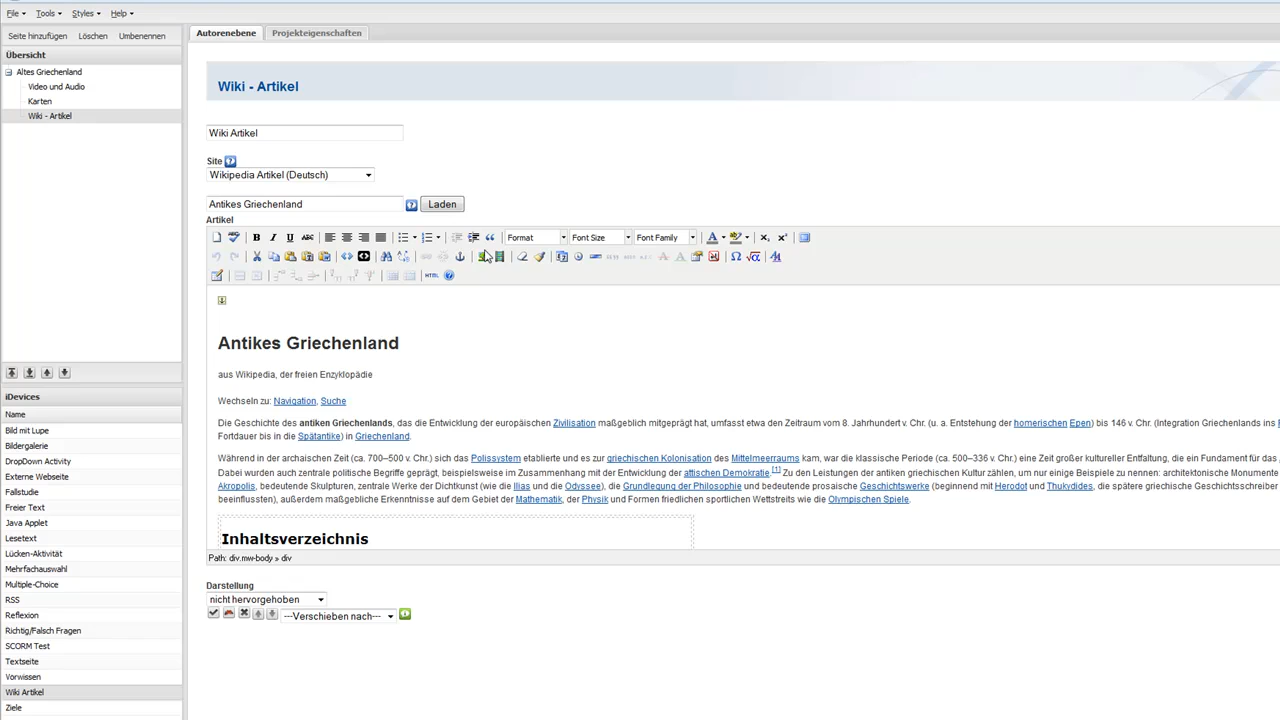 File Tools Styles Help
Seite hinzufügen Löschen Umbenennen
Übersicht
Altes Griechenland
Video und Audio
Karten
Wiki - Artikel
iDevices
Name
Bild mit Lupe
Bildergalerie
DropDown Activity
Externe Webseite
Fallstudie
Freier Text
Java Applet
Lesetext
Lücken-Aktivität
Mehrfachauswahl
Multiple-Choice
RSS
Reflexion
Richtig/Falsch Fragen
SCORM Test
Textseite
Vorwissen
Wiki Artikel
Ziele
Autorenebene Projekteigenschaften
Wiki - Artikel
Wiki Artikel
Site
Wikipedia Artikel (Deutsch)
Antikes Griechenland Laden
Artikel
B I U ABC Format Font Size Font Family
HTML
Antikes Griechenland
aus Wikipedia, der freien Enzyklopädie
Wechseln zu: Navigation, Suche
Die Geschichte des antiken Griechenlands, das die Entwicklung der europäischen Zivilisation maßgeblich mitgeprägt hat, umfasst etwa den Zeitraum vom 8. Jahrhundert v. Chr. (u. a. Entstehung der homerischen Epen) bis 146 v. Chr. (Integration Griechenlands ins
Fortdauer bis in die Spätantike) in Griechenland.
Während in der archaischen Zeit (ca. 700–500 v. Chr.) sich das Polissystem etablierte und es zur griechischen Kolonisation des Mittelmeerraums kam, war die klassische Periode (ca. 500–336 v. Chr.) eine Zeit großer kultureller Entfaltung, die ein Fundament für das
Dabei wurden auch zentrale politische Begriffe geprägt, beispielsweise im Zusammenhang mit der Entwicklung der attischen Demokratie.[1] Zu den Leistungen der antiken griechischen Kultur zählen, um nur einige Beispiele zu nennen: architektonische Monumente
Akropolis, bedeutende Skulpturen, zentrale Werke der Dichtkunst (wie die Ilias und die Odyssee), die Grundlegung der Philosophie und bedeutende prosaische Geschichtswerke (beginnend mit Herodot und Thukydides, die spätere griechische Geschichtsschreiber
beeinflussten), außerdem maßgebliche Erkenntnisse auf dem Gebiet der Mathematik, der Physik und Formen friedlichen sportlichen Wettstreits wie die Olympischen Spiele.
Inhaltsverzeichnis
Path: div.mw-body » div
Darstellung
nicht hervorgehoben
---Verschieben nach---